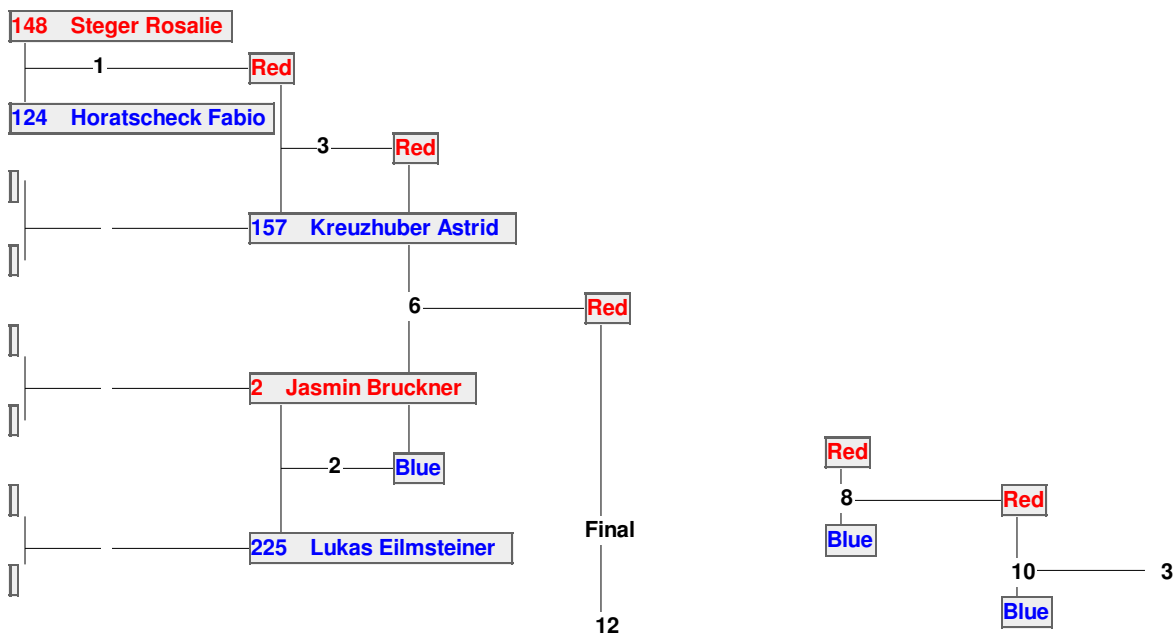 148 Steger Rosalie
1
Red
124 Horatscheck Fabio
3
Red
157 Kreuzhuber Astrid
6
Red
2 Jasmin Bruckner
2
Blue
225 Lukas Eilmsteiner
Final
12
Red
8
Red
Blue
10
3
Blue